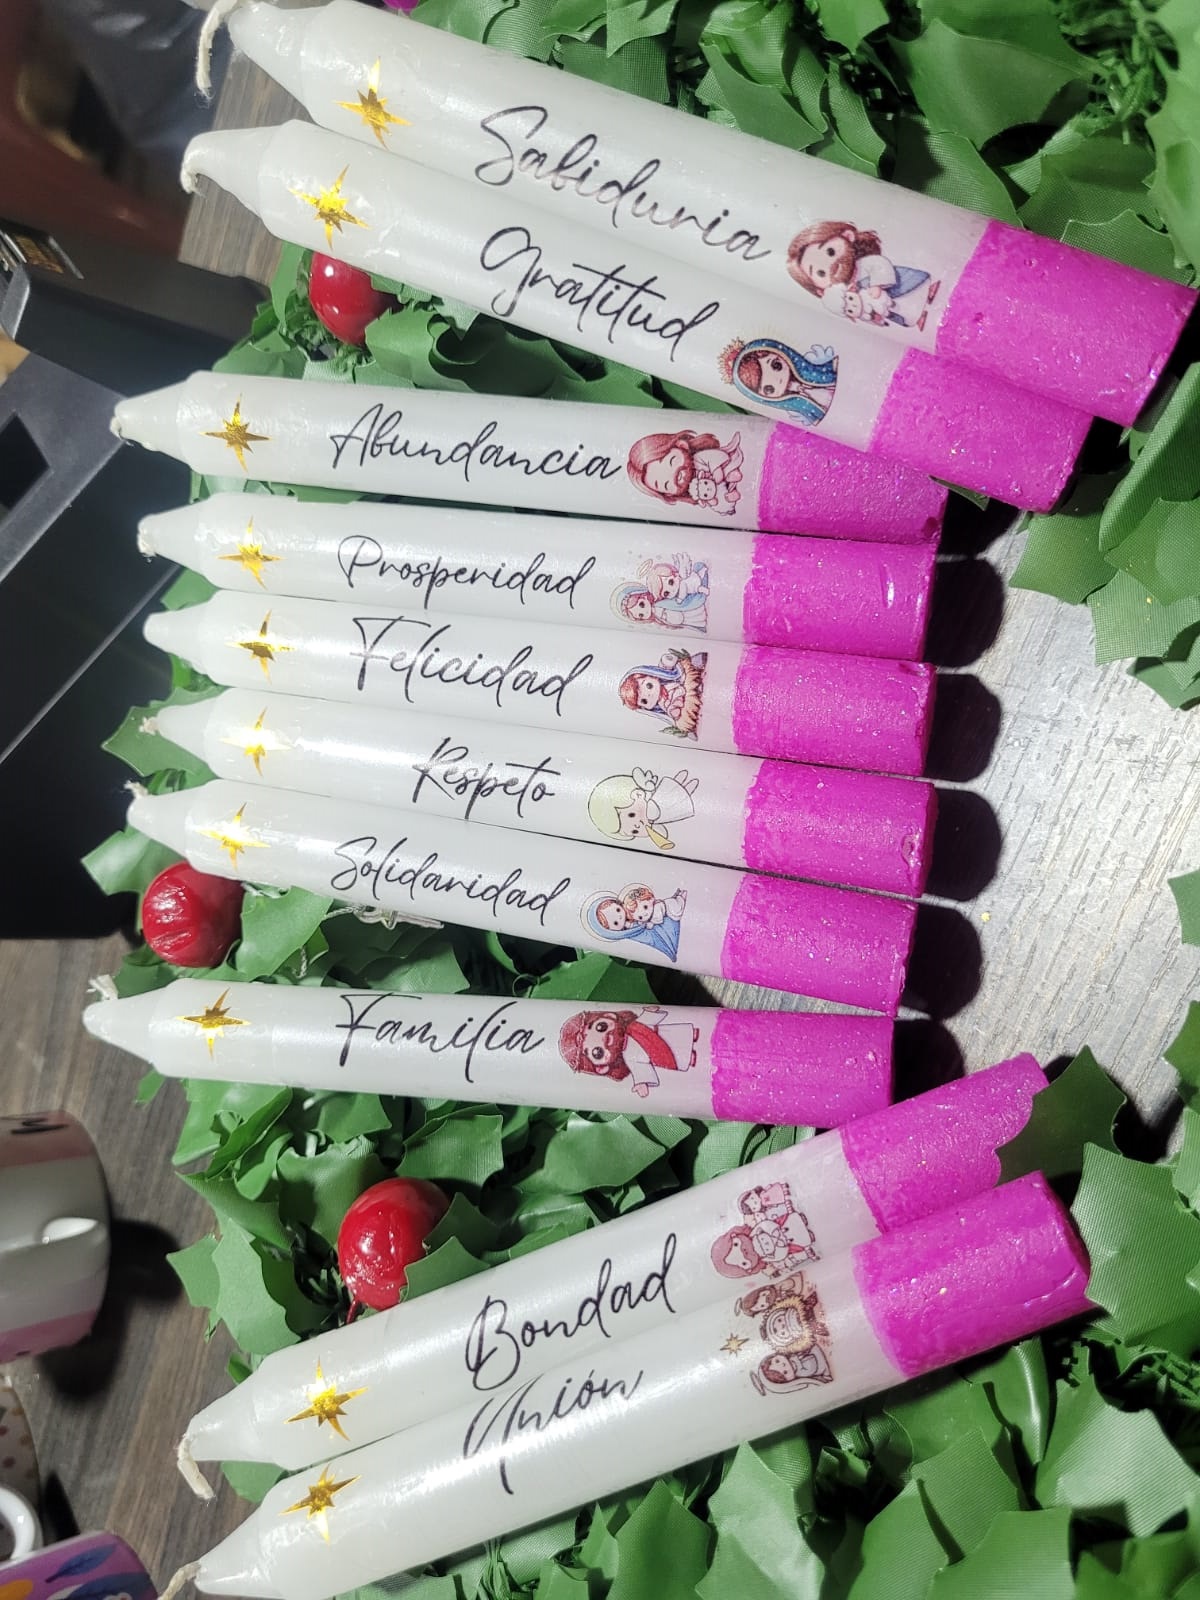 Sabiduria
Gratitud
Abundancia
Prosperidad
Felicidad
Respeto
Solidaridad
Familia
Bondad
Unión